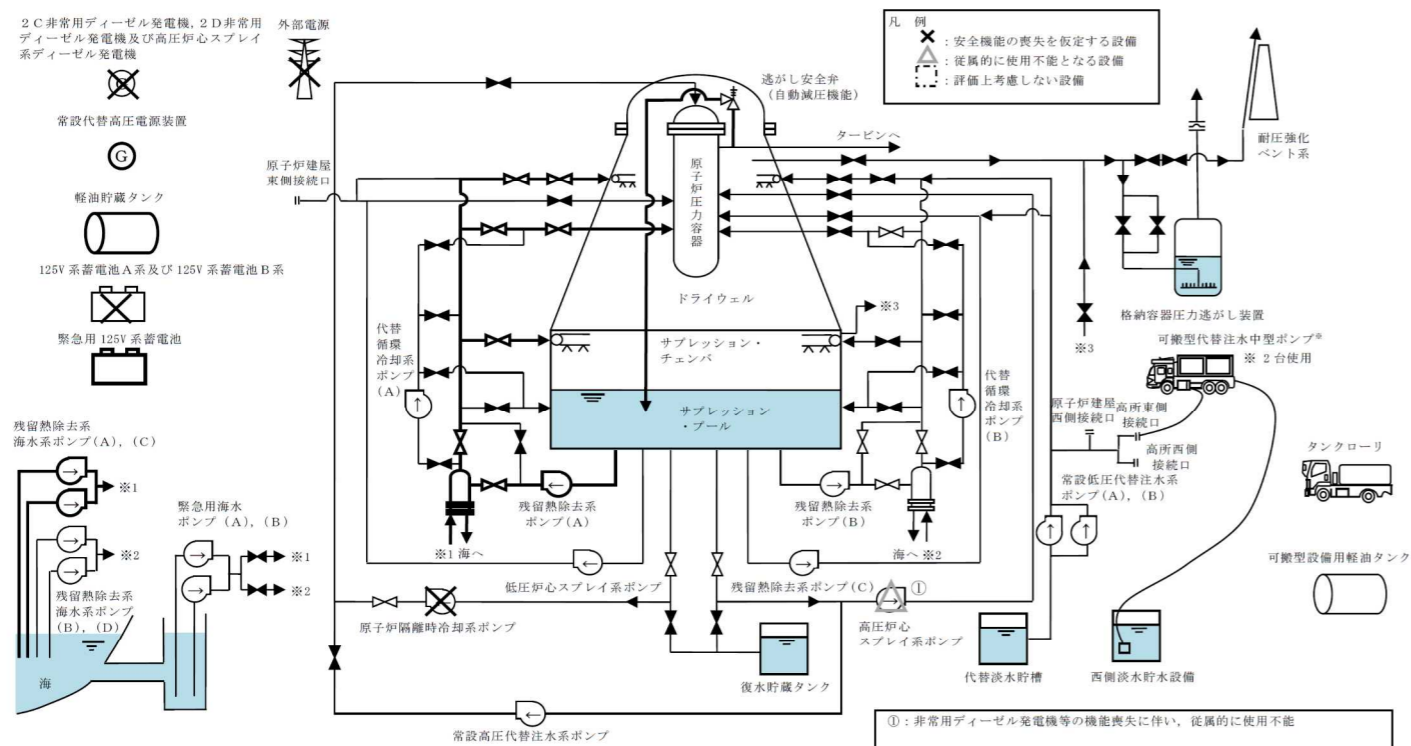 ２Ｃ非常用ディーゼル発電機，２Ｄ非常用
ディーゼル発電機及び高圧炉心スプレイ
系ディーゼル発電機
外部電源
常設代替高圧電源装置
G
軽油貯蔵タンク
125V 系蓄電池Ａ系及び 125V 系蓄電池Ｂ系
緊急用 125V 系蓄電池
凡　例
：安全機能の喪失を仮定する設備
：従属的に使用不能となる設備
：評価上考慮しない設備
逃がし安全弁
（自動減圧機能）
タービンへ
耐圧強化
ベント系
原子炉建屋
東側接続口
原子炉圧力容器
ドライウェル
※3
格納容器圧力逃がし装置
※3
代替
循環
冷却系
ポンプ
(A)
サプレッション・
チェンバ
サプレッション
・プール
代替
循環
冷却系
ポンプ
(B)
可搬型代替注水中型ポンプ※
※ 2 台使用
原子炉建屋
西側接続口
高所東側
接続口
高所西側
接続口
常設低圧代替注水系
ポンプ(A)，(B)
タンクローリ
可搬型設備用軽油タンク
残留熱除去系
海水系ポンプ(A)，(C)
※1
※2
残留熱除去系
海水系ポンプ
(B)，(D)
海
緊急用海水
ポンプ（A），（B）
※1
※2
残留熱除去系
ポンプ(A)
※1 海へ
残留熱除去系
ポンプ(B)
海へ ※2
低圧炉心スプレイ系ポンプ
残留熱除去系ポンプ(C)
①
原子炉隔離時冷却系ポンプ
高圧炉心
スプレイ系ポンプ
復水貯蔵タンク
代替淡水貯槽
西側淡水貯水設備
常設高圧代替注水系ポンプ
①：非常用ディーゼル発電機等の機能喪失に伴い，従属的に使用不能